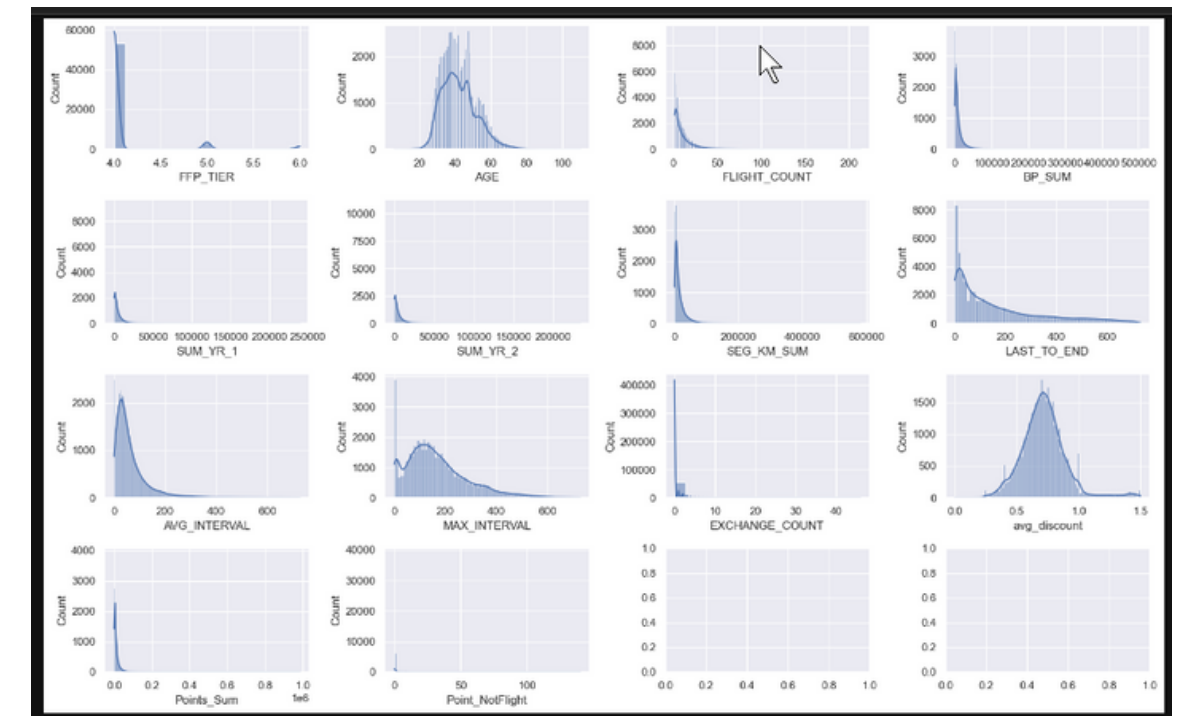 60000 40000 20000 0
Count
4.0 4.5 5.0 5.5 6.0
FFP_TIER
2000 1000 0
Count
20 40 60 80 100
AGE
8000 6000 4000 2000 0
Count
0 50 100 150 200
FLIGHT_COUNT
3000 2000 1000 0
Count
0 100000 200000 300000 400000 500000
BP_SUM
8000 6000 4000 2000 0
Count
0 50000 100000 150000 200000 250000
SUM_YR_1
10000 7500 5000 2500 0
Count
0 50000 100000 150000 200000
SUM_YR_2
3000 2000 1000 0
Count
0 200000 400000 600000
SEG_KM_SUM
8000 6000 4000 2000 0
Count
0 200 400 600
LAST_TO_END
2000 1000 0
Count
0 200 400 600
AVG_INTERVAL
4000 3000 2000 1000 0
Count
0 200 400 600
MAX_INTERVAL
400000 300000 200000 100000 0
Count
0 10 20 30 40
EXCHANGE_COUNT
1500 1000 500 0
Count
0.0 0.5 1.0 1.5
avg_discount
4000 3000 2000 1000 0
Count
0.0 0.2 0.4 0.6 0.8 1.0
Points_Sum 1e6
40000 30000 20000 10000 0
Count
0 50 100
Point_NotFlight
1.0 0.8 0.6 0.4 0.2 0.0
0.0 0.2 0.4 0.6 0.8 1.0
1.0 0.8 0.6 0.4 0.2 0.0
0.0 0.2 0.4 0.6 0.8 1.0